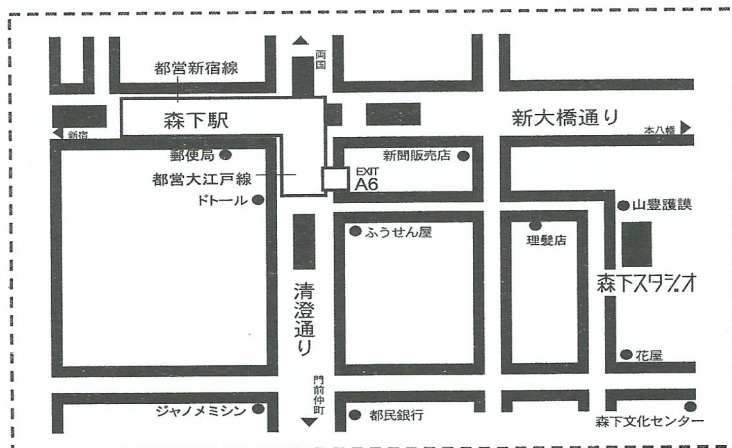 両国
都営新宿線
森下駅
新大橋通り
新宿
本八幡
郵便局
新聞販売店
都営大江戸線
EXIT
A6
ドトール
山豊護謨
ふうせん屋
理髪店
森下スタジオ
清澄通り
花屋
門前仲町
ジャノメミシン
都民銀行
森下文化センター